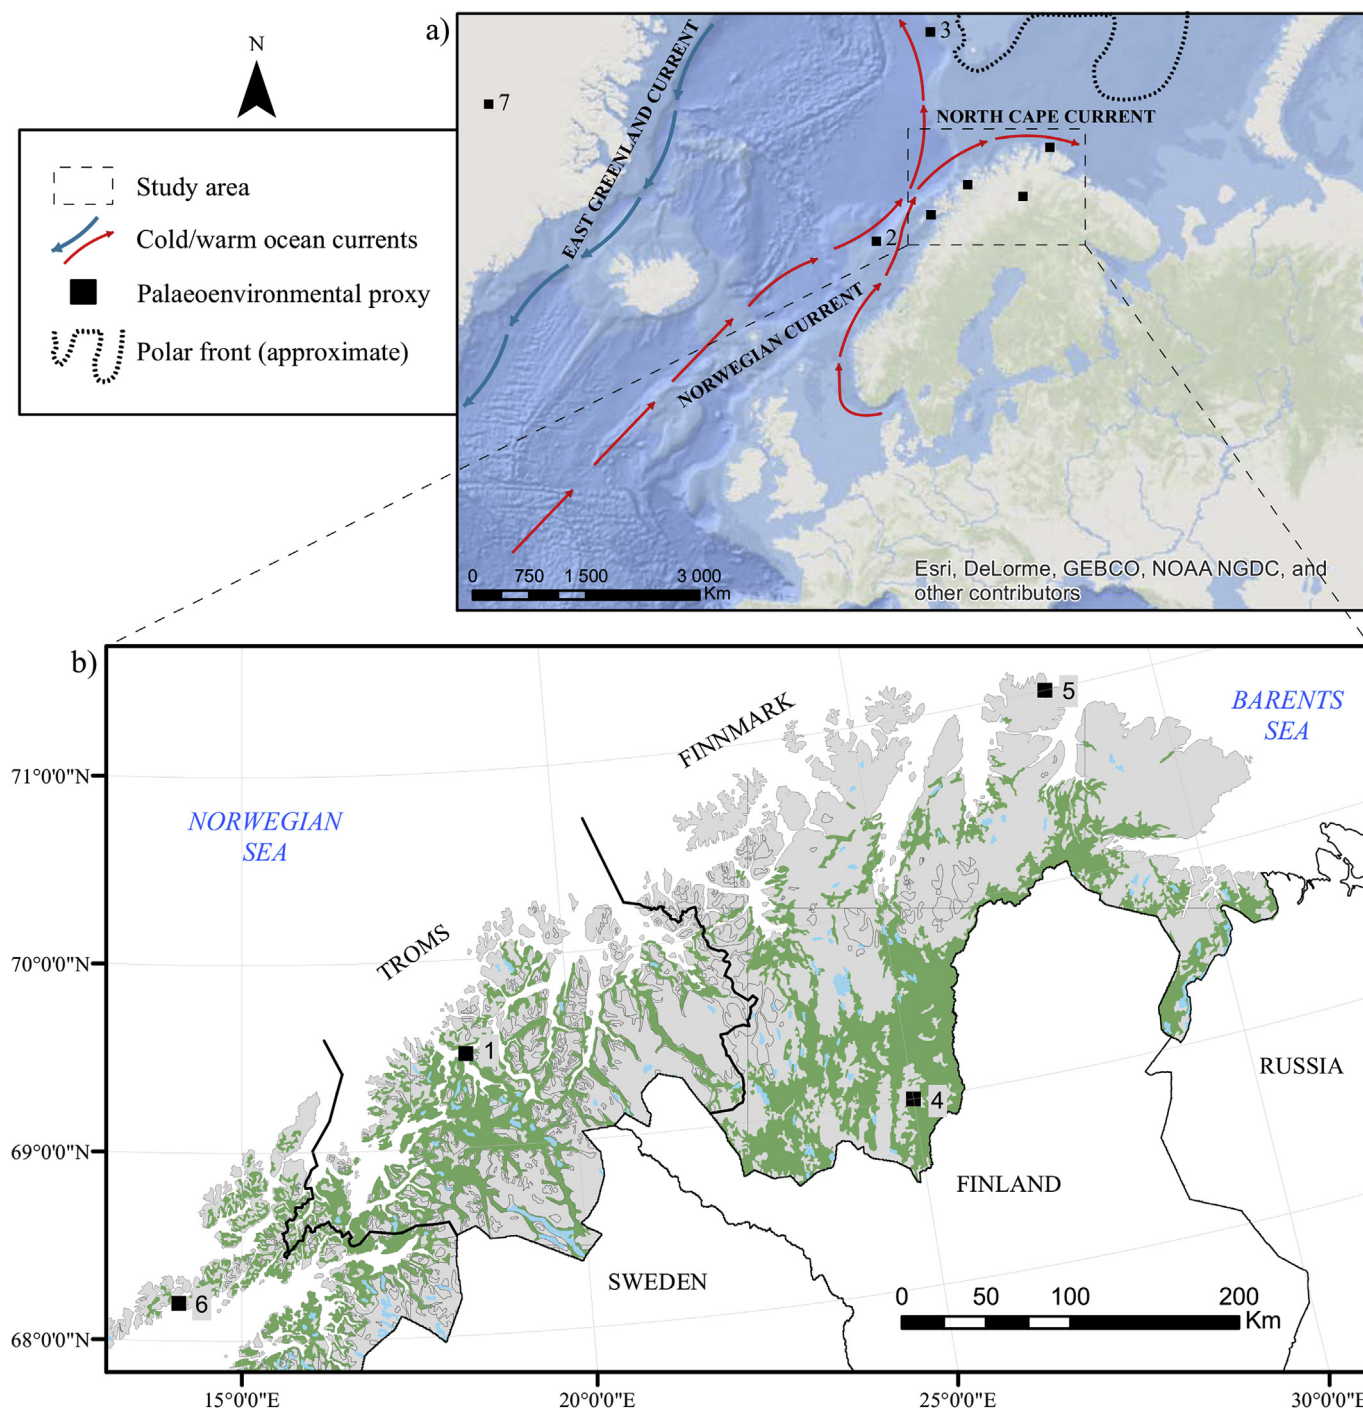 a)
N
3
7
NORTH CAPE CURRENT
EAST GREENLAND CURRENT
Study area
Cold/warm ocean currents
2
Palaeoenvironmental proxy
NORWEGIAN CURRENT
Polar front (approximate)
Esri, DeLorme, GEBCO, NOAA NGDC, and
other contributors
0 750 1 500 3 000
Km
b)
5
BARENTS
SEA
FINNMARK
71°0'0"N
NORWEGIAN
SEA
TROMS
70°0'0"N
1
RUSSIA
4
69°0'0"N
FINLAND
SWEDEN
6
0 50 100 200
Km
68°0'0"N
15°0'0"E 20°0'0"E 25°0'0"E 30°0'0"E